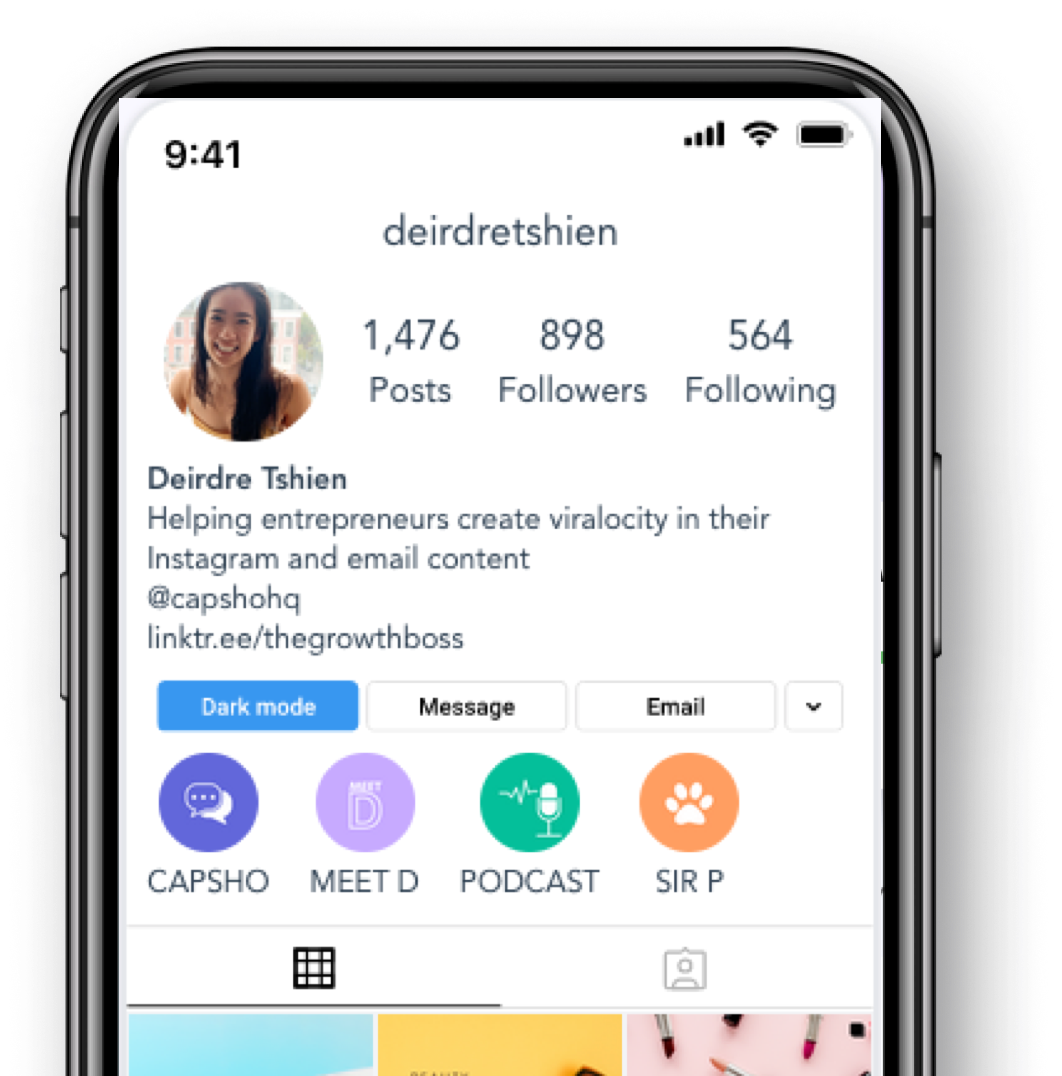 9:41
deirdretshien
1,476 898 564
Posts Followers Following
Deirdre Tshien
Helping entrepreneurs create viralocity in their
Instagram and email content
@capshohq
linktr.ee/thegrowthboss
Dark mode Message Email
MEET
D
CAPSHO MEET D PODCAST SIR P